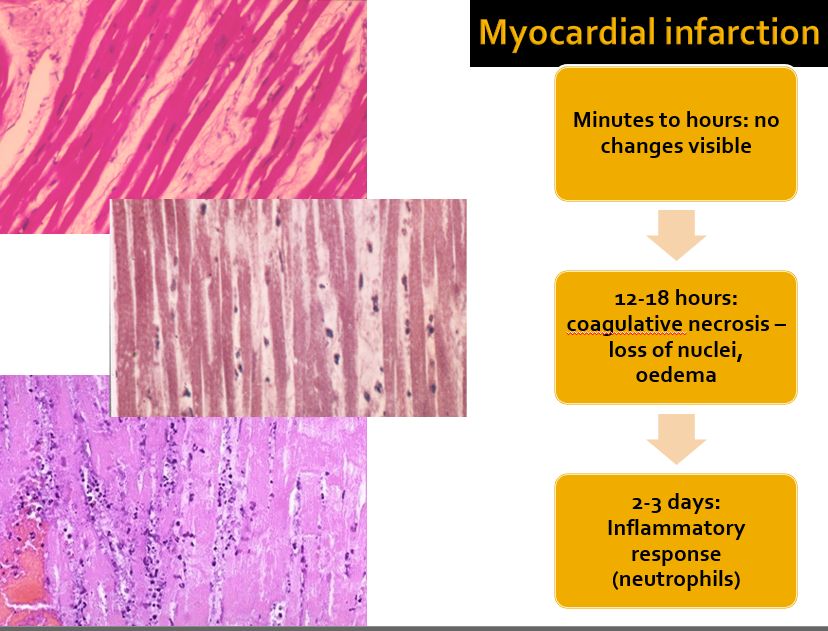 Myocardial infarction
Minutes to hours: no
changes visible
12-18 hours:
coagulative necrosis –
loss of nuclei,
oedema
2-3 days:
Inflammatory
response
(neutrophils)